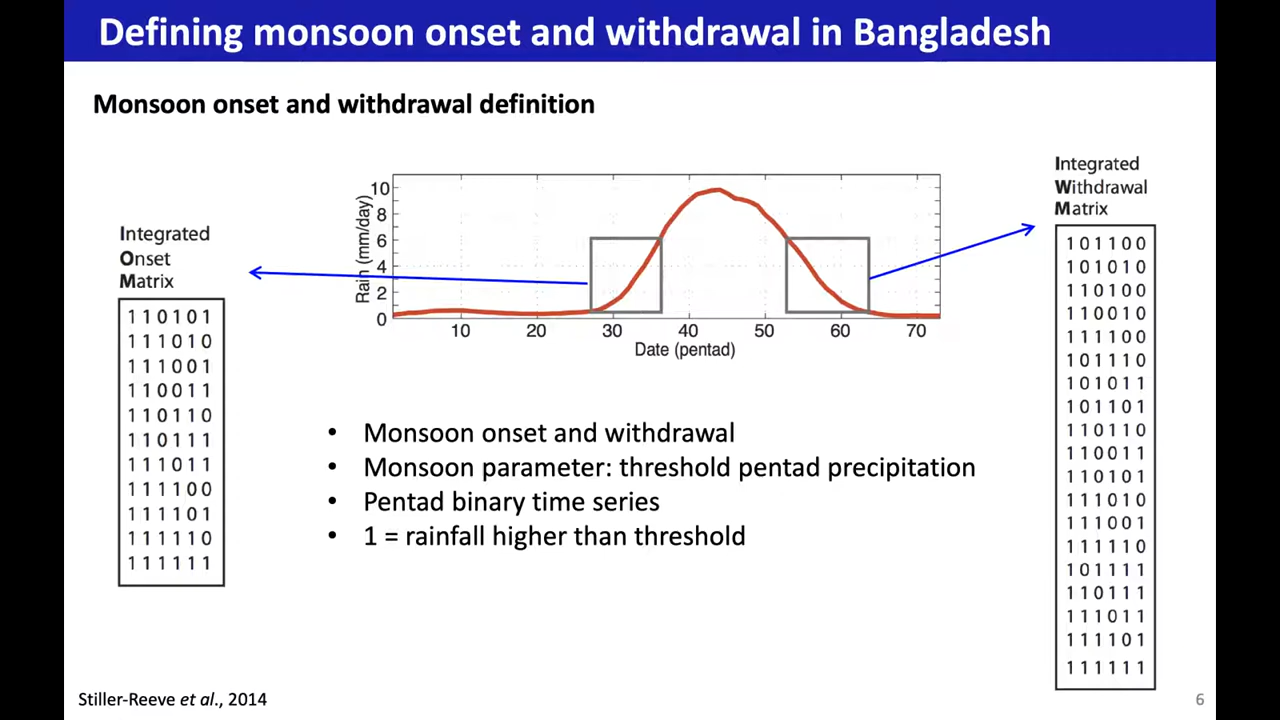 Defining monsoon onset and withdrawal in Bangladesh
Monsoon onset and withdrawal definition
Integrated
Onset
Matrix
1 1 0 1 0 1
1 1 1 0 1 0
1 1 1 0 0 1
1 1 0 0 1 1
1 1 0 1 1 0
1 1 0 1 1 1
1 1 1 0 1 1
1 1 1 1 0 0
1 1 1 1 0 1
1 1 1 1 1 0
1 1 1 1 1 1
Rain (mm/day)
10
8
6
4
2
0
10 20 30 40 50 60 70
Date (pentad)
Integrated
Withdrawal
Matrix
1 0 1 1 0 0
1 0 1 0 1 0
1 1 0 1 0 0
1 1 0 0 1 0
1 1 1 1 0 0
1 0 1 1 1 0
1 0 1 0 1 1
1 0 1 1 0 1
1 1 0 1 1 0
1 1 0 0 1 1
1 1 0 1 0 1
1 1 1 0 1 0
1 1 1 0 0 1
1 1 1 1 1 0
1 0 1 1 1 1
1 1 0 1 1 1
1 1 1 0 1 1
1 1 1 1 0 1
1 1 1 1 1 1
• Monsoon onset and withdrawal
• Monsoon parameter: threshold pentad precipitation
• Pentad binary time series
• 1 = rainfall higher than threshold
Stiller-Reeve et al., 2014
6